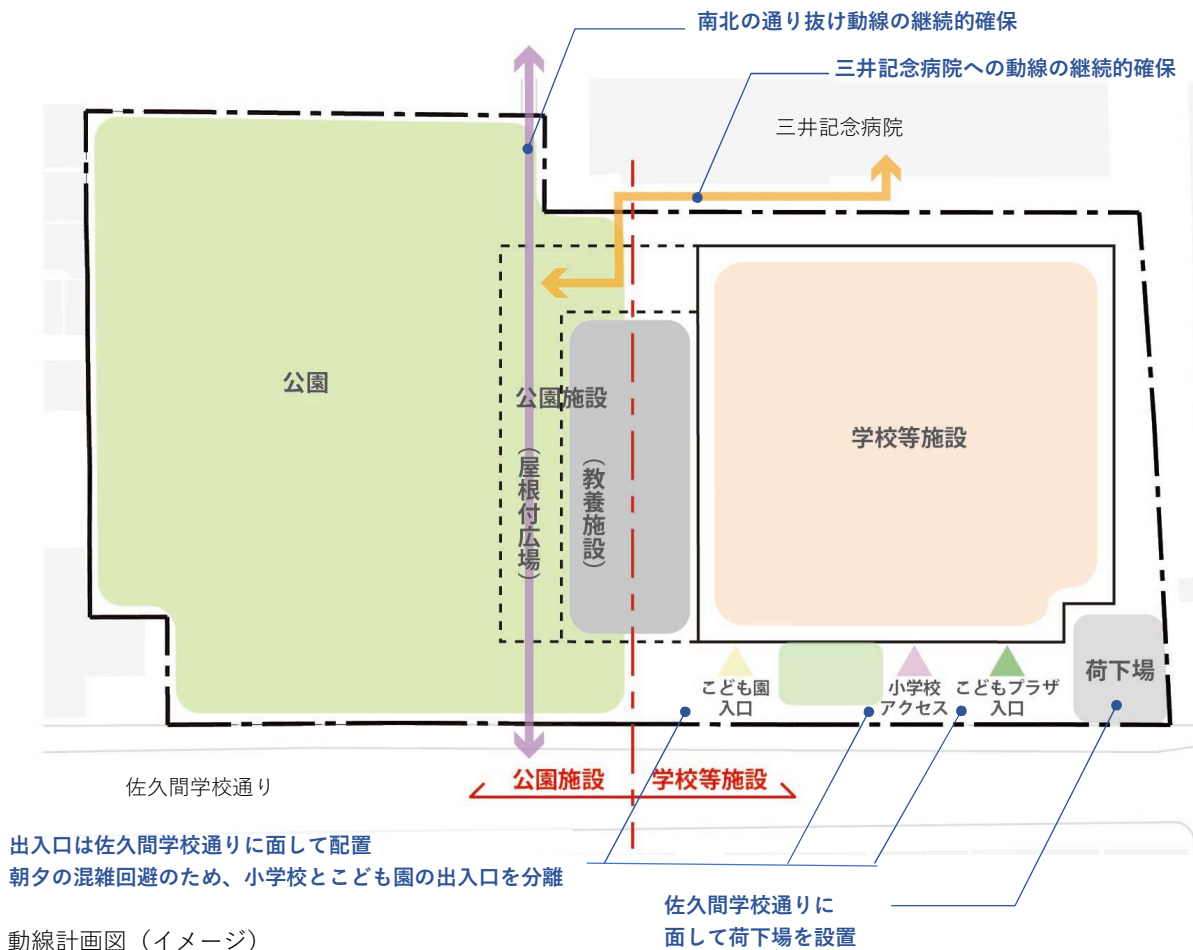 南北の通り抜け動線の継続的確保
三井記念病院への動線の継続的確保
三井記念病院
公園
公園施設
（屋根付広場）
（教養施設）
学校等施設
こども園
入口
小学校
アクセス
こどもプラザ
入口
荷下場
佐久間学校通り
公園施設
学校等施設
出入口は佐久間学校通りに面して配置
朝夕の混雑回避のため、小学校とこども園の出入口を分離
佐久間学校通りに
面して荷下場を設置
動線計画図（イメージ）